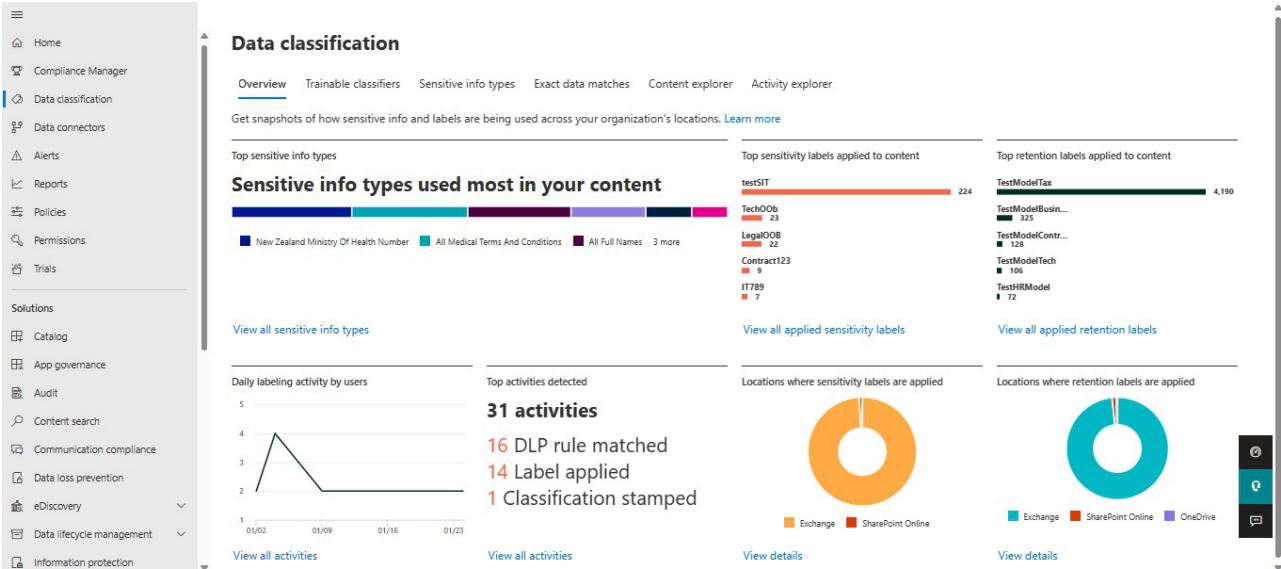 Home
Compliance Manager
Data classification
Data connectors
Alerts
Reports
Policies
Permissions
Trials
Solutions
Catalog
App governance
Audit
Content search
Communication compliance
Data loss prevention
eDiscovery
Data lifecycle management
Information protection
Data classification
Overview Trainable classifiers Sensitive info types Exact data matches Content explorer Activity explorer
Get snapshots of how sensitive info and labels are being used across your organization's locations. Learn more
Top sensitive info types
Sensitive info types used most in your content
New Zealand Ministry Of Health Number All Medical Terms And Conditions All Full Names 3 more
View all sensitive info types
Top sensitivity labels applied to content
testSIT
224
TechOOb
23
LegalOOB
22
Contract123
9
IT789
7
View all applied sensitivity labels
Top retention labels applied to content
TestModelTax
4,190
TestModelBusin...
325
TestModelContr...
128
TestModelTech
106
TestHRModel
72
View all applied retention labels
Daily labeling activity by users
5
4
3
2
1
01/02 01/09 01/16 01/23
View all activities
Top activities detected
31 activities
16 DLP rule matched
14 Label applied
1 Classification stamped
View all activities
Locations where sensitivity labels are applied
Exchange SharePoint Online
View details
Locations where retention labels are applied
Exchange SharePoint Online OneDrive
View details